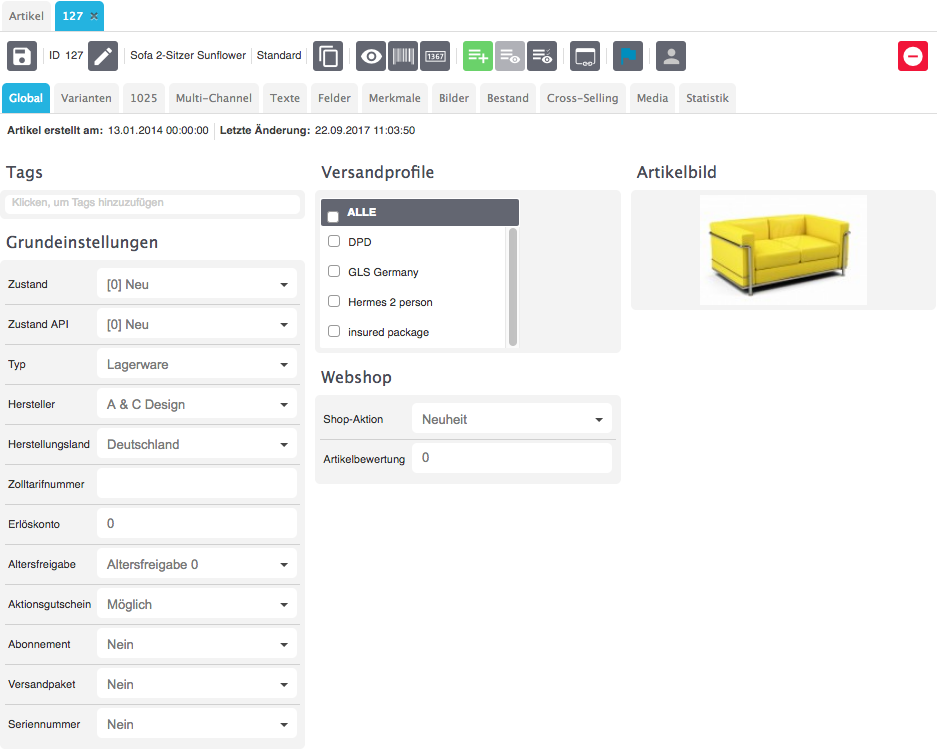 Artikel 127 ×
ID 127 Sofa 2-Sitzer Sunflower Standard 1367
Global Varianten 1025 Multi-Channel Texte Felder Merkmale Bilder Bestand Cross-Selling Media Statistik
Artikel erstellt am: 13.01.2014 00:00:00 Letzte Änderung: 22.09.2017 11:03:50
Tags
Klicken, um Tags hinzuzufügen
Grundeinstellungen
Zustand [0] Neu
Zustand API [0] Neu
Typ Lagerware
Hersteller A & C Design
Herstellungsland Deutschland
Zolltarifnummer
Erlöskonto 0
Altersfreigabe Altersfreigabe 0
Aktionsgutschein Möglich
Abonnement Nein
Versandpaket Nein
Seriennummer Nein
Versandprofile
ALLE
DPD
GLS Germany
Hermes 2 person
insured package
Webshop
Shop-Aktion Neuheit
Artikelbewertung 0
Artikelbild